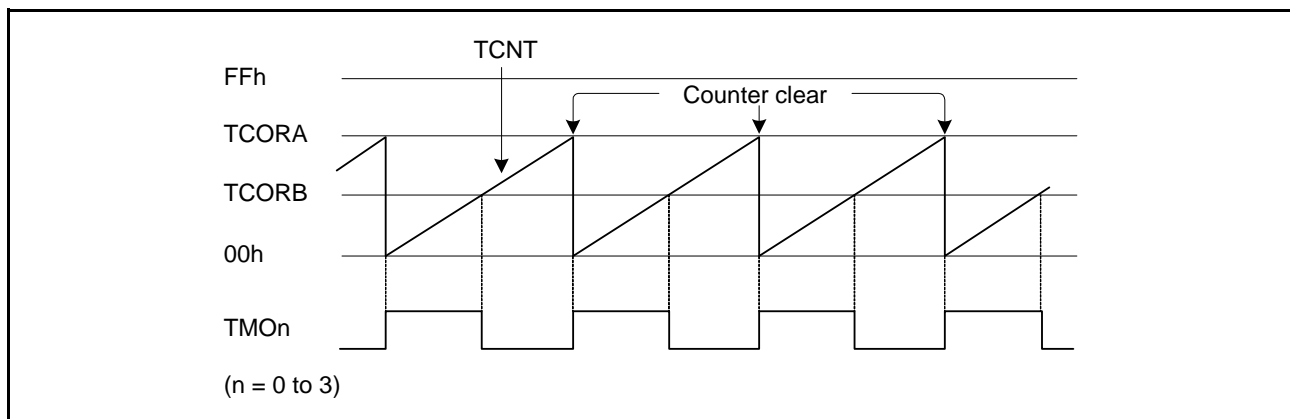 TCNT
FFh
Counter clear
TCORA
TCORB
00h
TMOn
(n = 0 to 3)